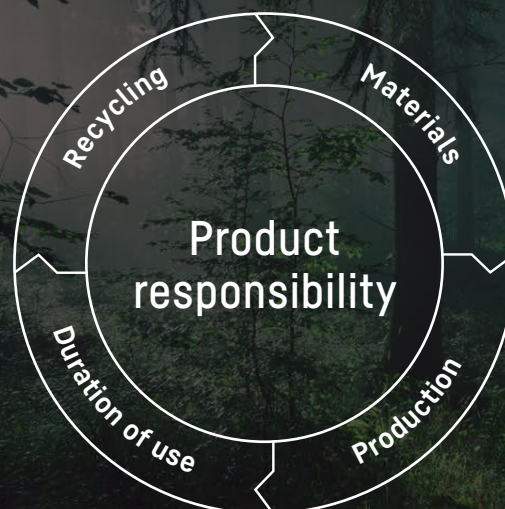 Product
responsibility
Materials
Production
Duration of use
Recycling